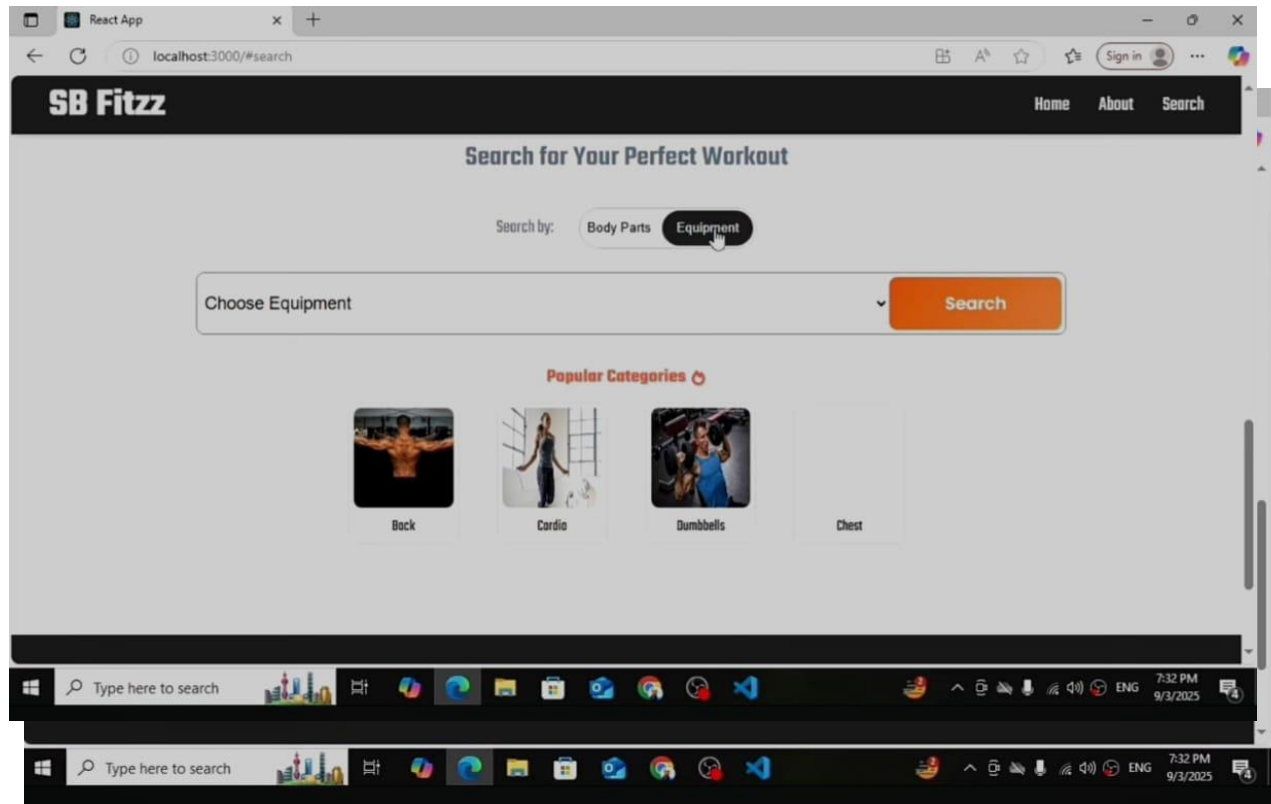 React App
localhost:3000/#search
Sign in
SB Fitzz
Home About Search
Search for Your Perfect Workout
Search by: Body Parts Equipment
Choose Equipment Search
Popular Categories
Back Cardio Dumbbells Chest
Type here to search
ENG
7:32 PM
9/3/2025
4
Type here to search
ENG
7:32 PM
9/3/2025
4